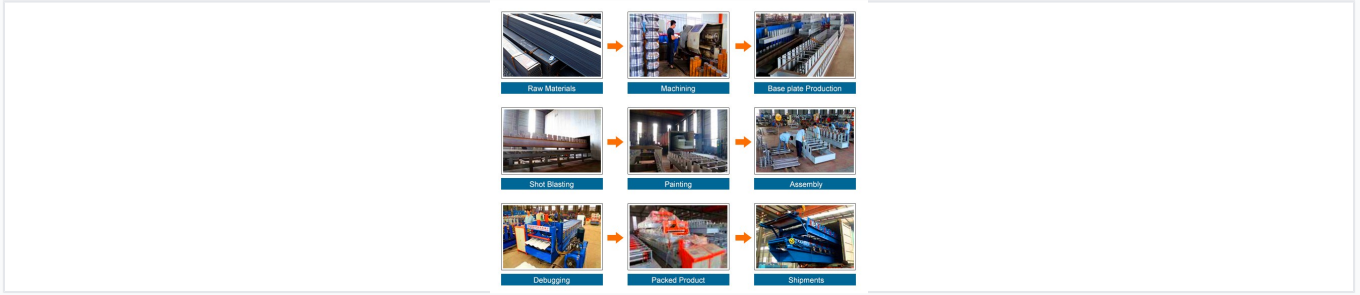 Raw Materials
Machining
Base plate Production
Shot Blasting
Painting
Assembly
Debugging
Packed Product
Shipments